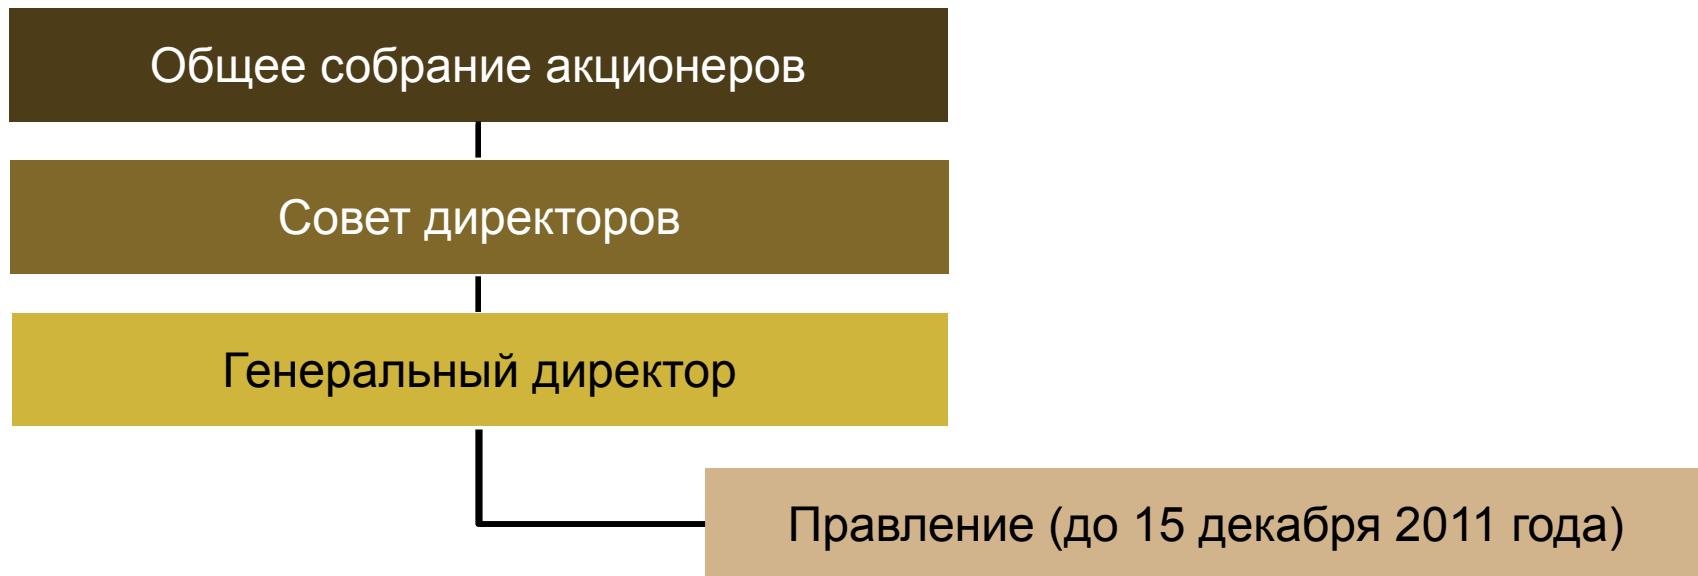 Общее собрание акционеров
Совет директоров
Генеральный директор
Правление (до 15 декабря 2011 года)